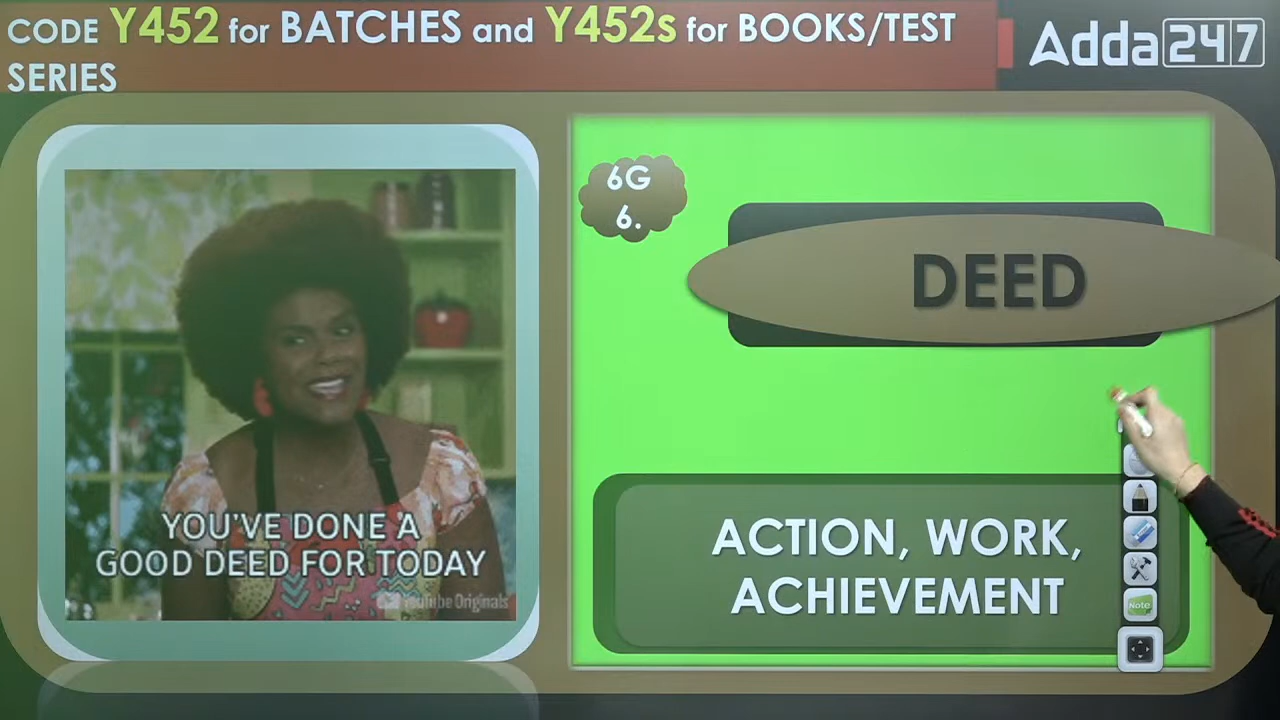 CODE Y452 for BATCHES and Y452s for BOOKS/TEST
SERIES
Adda247
6G
6.
DEED
YOU'VE DONE A
GOOD DEED FOR TODAY
YouTube Originals
ACTION, WORK,
ACHIEVEMENT
Note